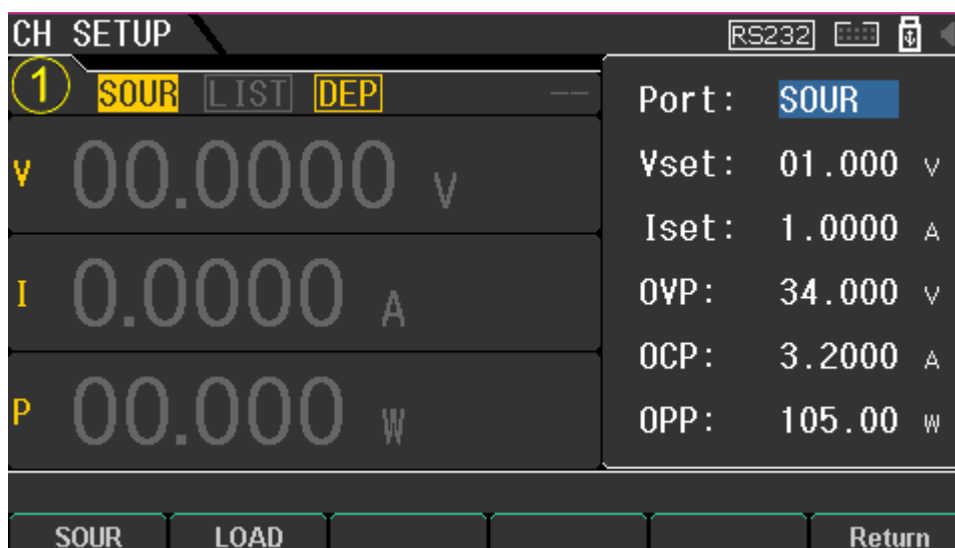 CH SETUP RS232
1 SOUR LIST DEP --
V 00.0000 V
I 0.0000 A
P 00.000 W
Port: SOUR
Vset: 01.000 V
Iset: 1.0000 A
OVP: 34.000 V
OCP: 3.2000 A
OPP: 105.00 W
SOUR LOAD Return